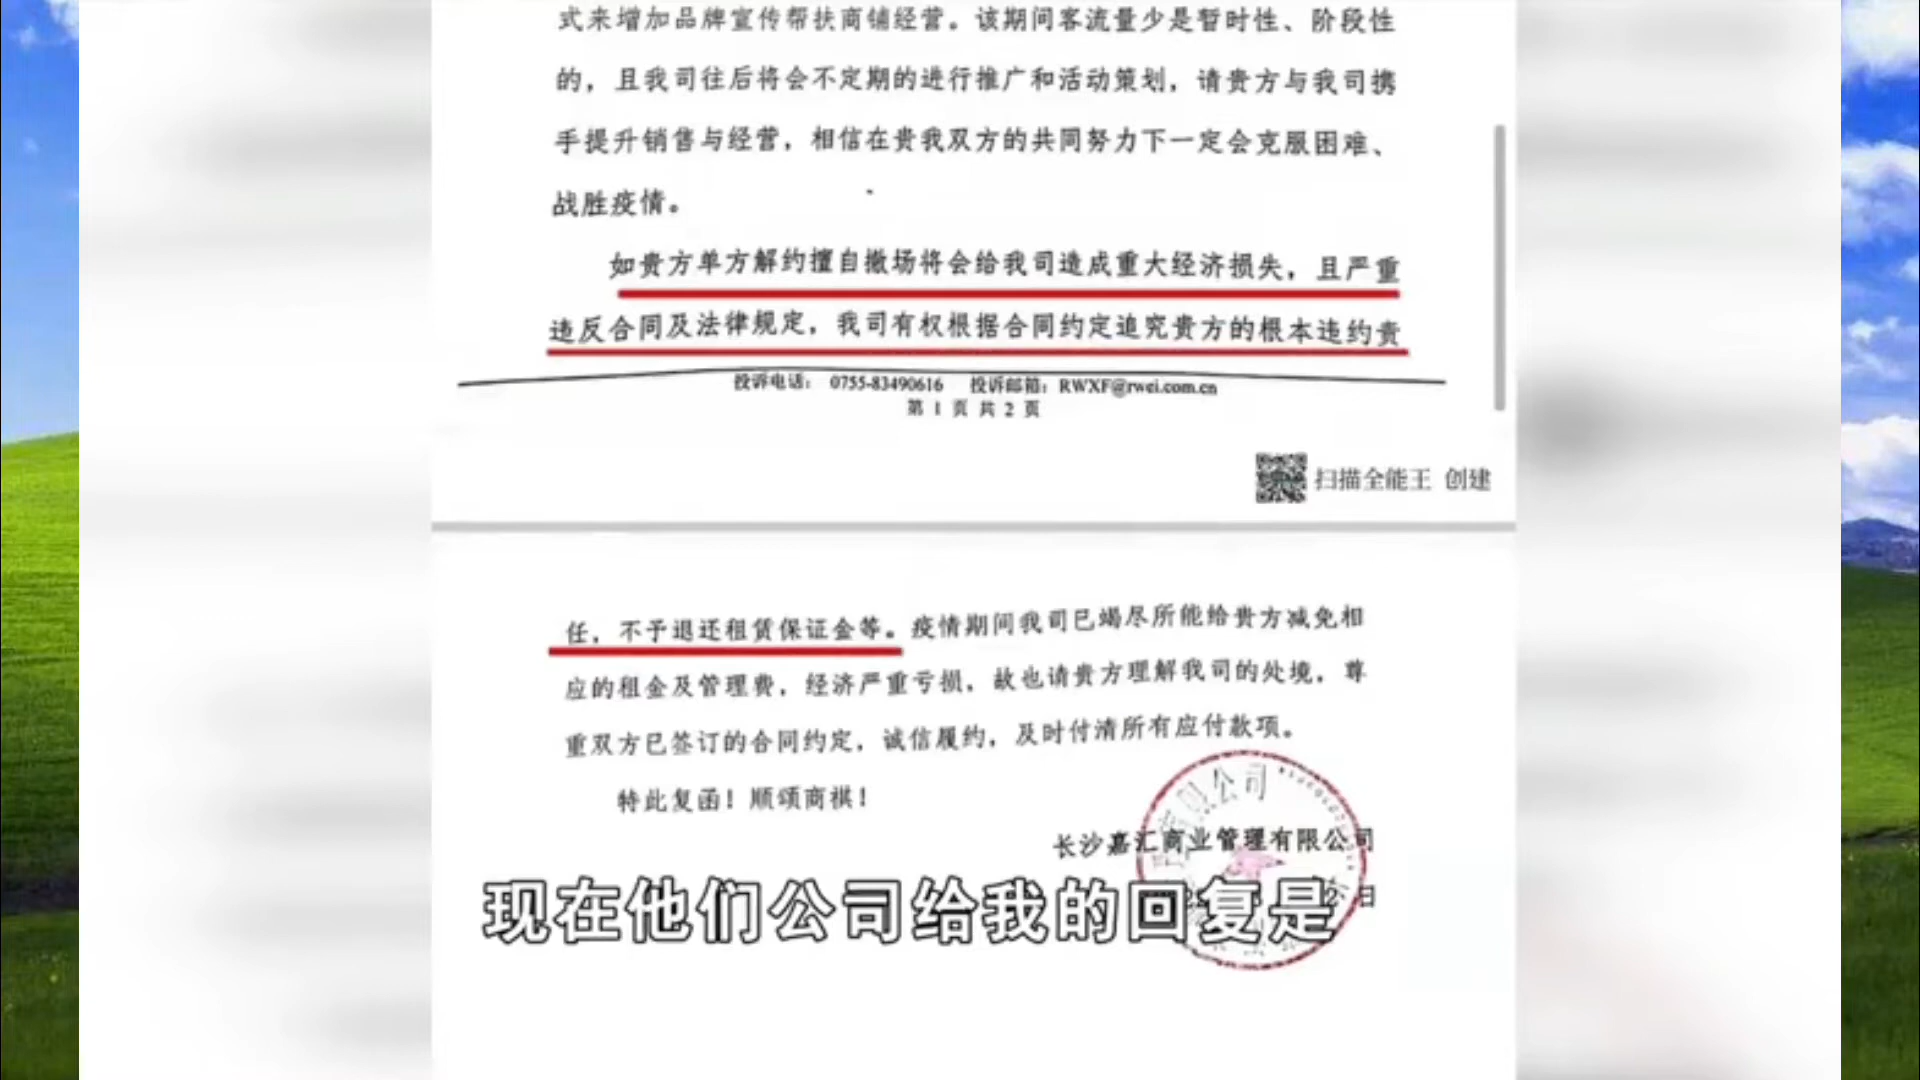 式来增加品牌宣传帮扶商铺经营。该期间客流量少是暂时性、阶段性
的，且我司往后将会不定期的进行推广和活动策划，请贵方与我司携
手提升销售与经营，相信在贵我双方的共同努力下一定会克服困难、
战胜疫情。
如贵方单方解约擅自撤场将会给我司造成重大经济损失，且严重
违反合同及法律规定，我司有权根据合同约定追究贵方的根本违约责
投诉电话： 0755-83490616 投诉邮箱：RWXF@rwei.com.cn
第 1 页 共 2 页
扫描全能王 创建
任，不予退还租赁保证金等。疫情期间我司已竭尽所能给贵方减免相
应的租金及管理费，经济严重亏损，故也请贵方理解我司的处境，尊
重双方已签订的合同约定，诚信履约，及时付清所有应付款项。
特此复函！顺颂商祺！
长沙嘉汇商业管理有限公司
日
限公司
现在他们公司给我的回复是